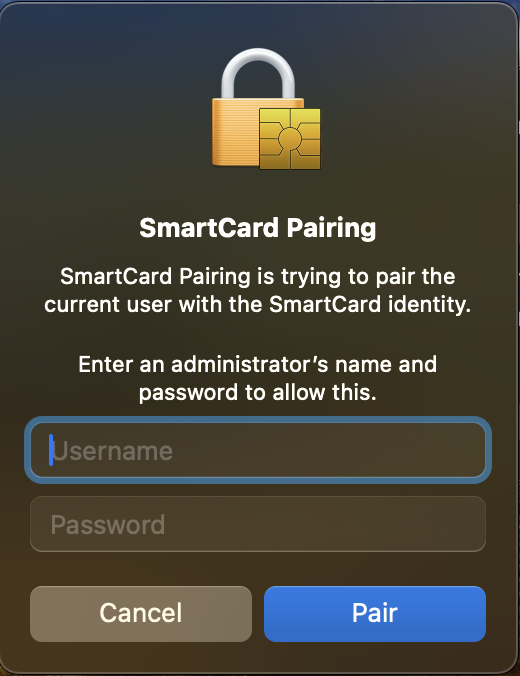 SmartCard Pairing
SmartCard Pairing is trying to pair the
current user with the SmartCard identity.
Enter an administrator’s name and
password to allow this.
Username
Password
Cancel
Pair